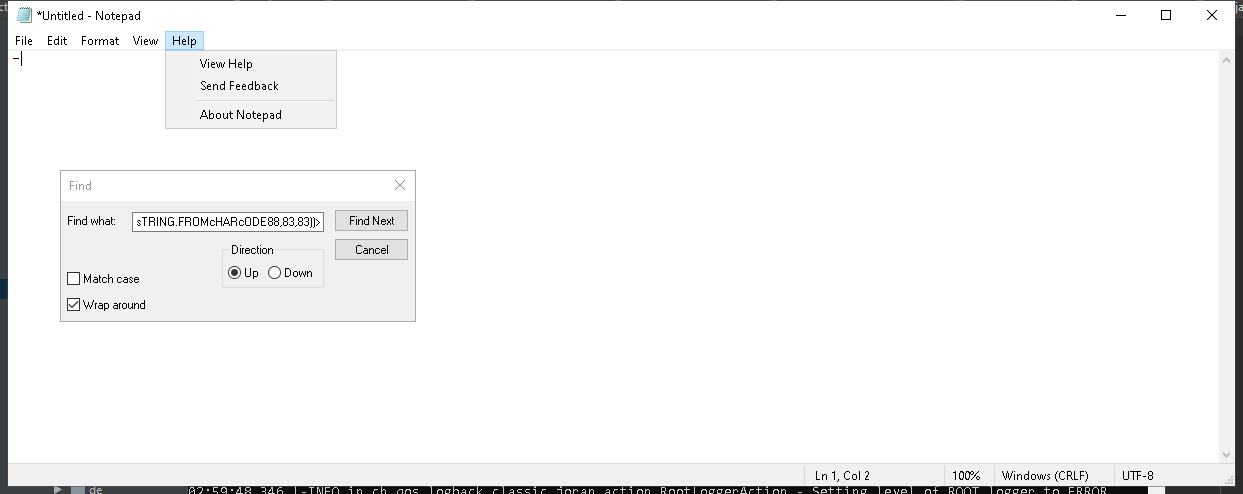 *Untitled - Notepad
File Edit Format View Help
-
View Help
Send Feedback
About Notepad
Find
Find what: sTRING.FROMcHARcODE88,83,83))> Find Next
Direction Cancel
Up Down
Match case
Wrap around
Ln 1, Col 2 100% Windows (CRLF) UTF-8
de 02:59:48,346 |-INFO in ch.qos.logback.classic.joran.action.RootLoggerAction - Setting level of ROOT logger to ERROR